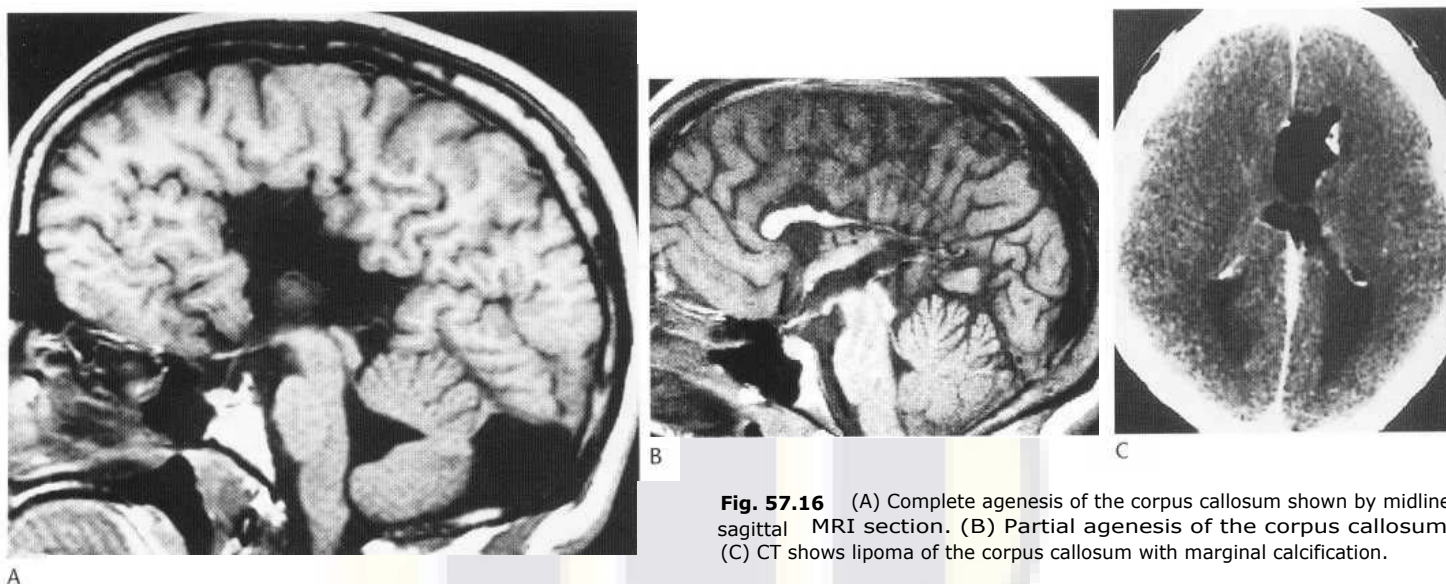 A
B
C
Fig. 57.16 (A) Complete agenesis of the corpus callosum shown by midline
sagittal MRI section. (B) Partial agenesis of the corpus callosum
(C) CT shows lipoma of the corpus callosum with marginal calcification.